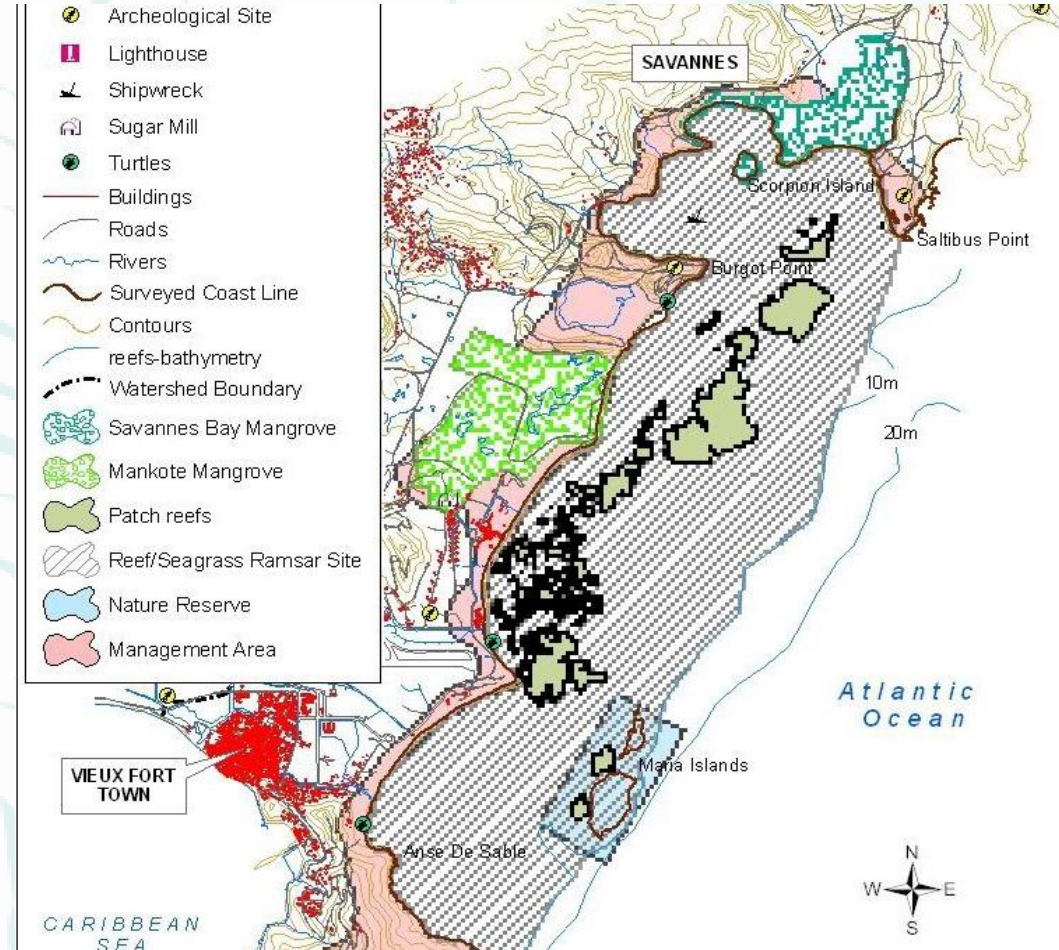 Archeological Site
Lighthouse
Shipwreck
Sugar Mill
Turtles
Buildings
Roads
Rivers
Surveyed Coast Line
Contours
reefs-bathymetry
Watershed Boundary
Savannes Bay Mangrove
Mankote Mangrove
Patch reefs
Reef/Seagrass Ramsar Site
Nature Reserve
Management Area
SAVANNES
Scorpion Island
Saltibus Point
Burgot Point
10m
20m
Atlantic
Ocean
Maria Islands
VIEUX FORT
TOWN
Anse De Sable
CARIBBEAN
SEA
N
W
E
S